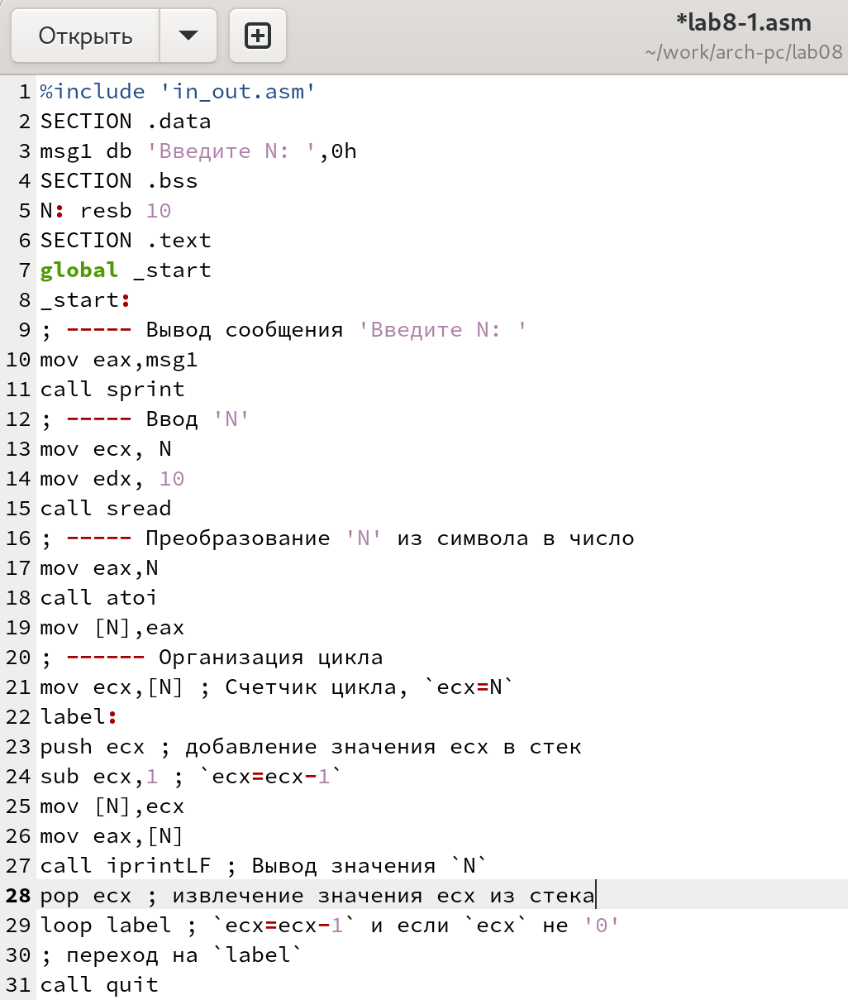 Открыть
*lab8-1.asm
~/work/arch-pc/lab08
1 %include 'in_out.asm'
2 SECTION .data
3 msg1 db 'Введите N: ',0h
4 SECTION .bss
5 N: resb 10
6 SECTION .text
7 global _start
8 _start:
9 ; ----- Вывод сообщения 'Введите N: '
10 mov eax,msg1
11 call sprint
12 ; ----- Ввод 'N'
13 mov ecx, N
14 mov edx, 10
15 call sread
16 ; ----- Преобразование 'N' из символа в число
17 mov eax,N
18 call atoi
19 mov [N],eax
20 ; ------ Организация цикла
21 mov ecx,[N] ; Счетчик цикла, `ecx=N`
22 label:
23 push ecx ; добавление значения ecx в стек
24 sub ecx,1 ; `ecx=ecx-1`
25 mov [N],ecx
26 mov eax,[N]
27 call iprintLF ; Вывод значения `N`
28 pop ecx ; извлечение значения ecx из стека
29 loop label ; `ecx=ecx-1` и если `ecx` не '0'
30 ; переход на `label`
31 call quit